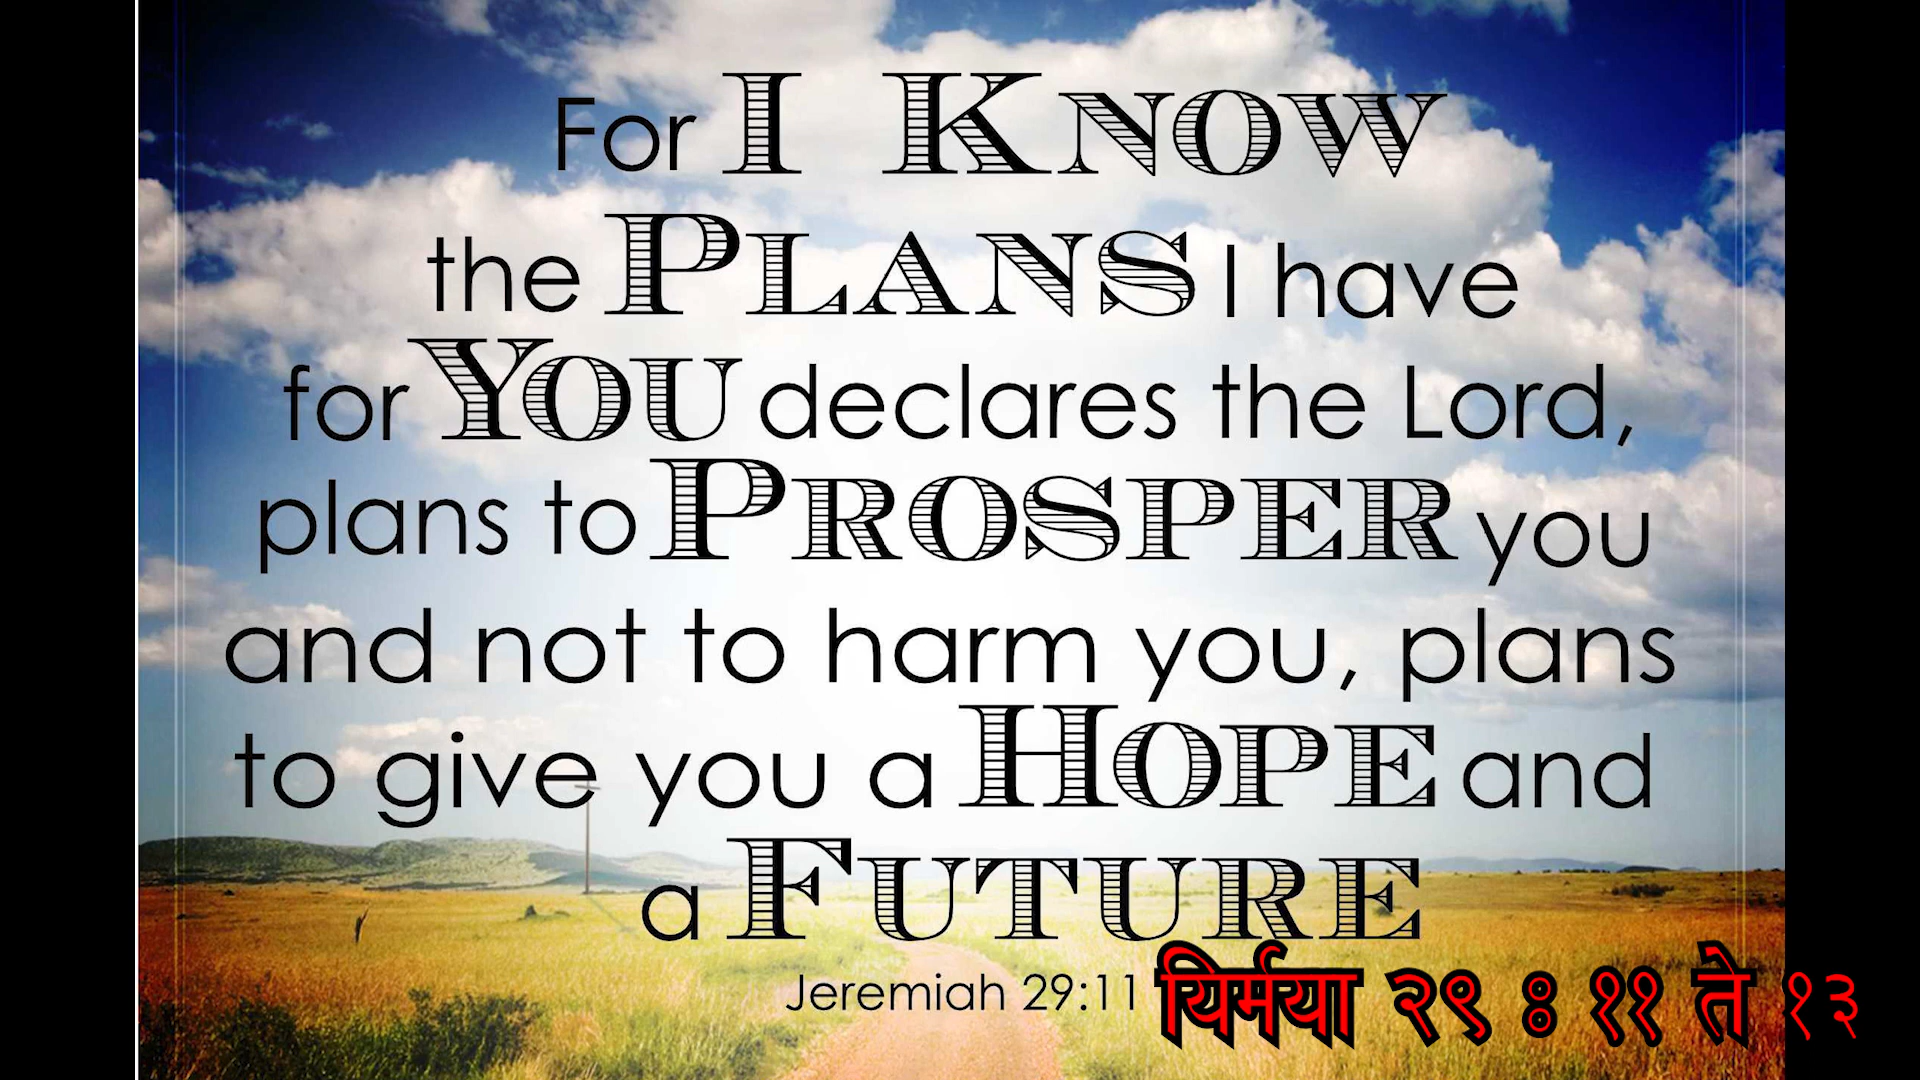 For I KNOW
the PLANS I have
for YOU declares the Lord,
plans to PROSPER you
and not to harm you, plans
to give you a HOPE and
a FUTURE
Jeremiah 29:11
यिर्मया २९ : ११ ते १३